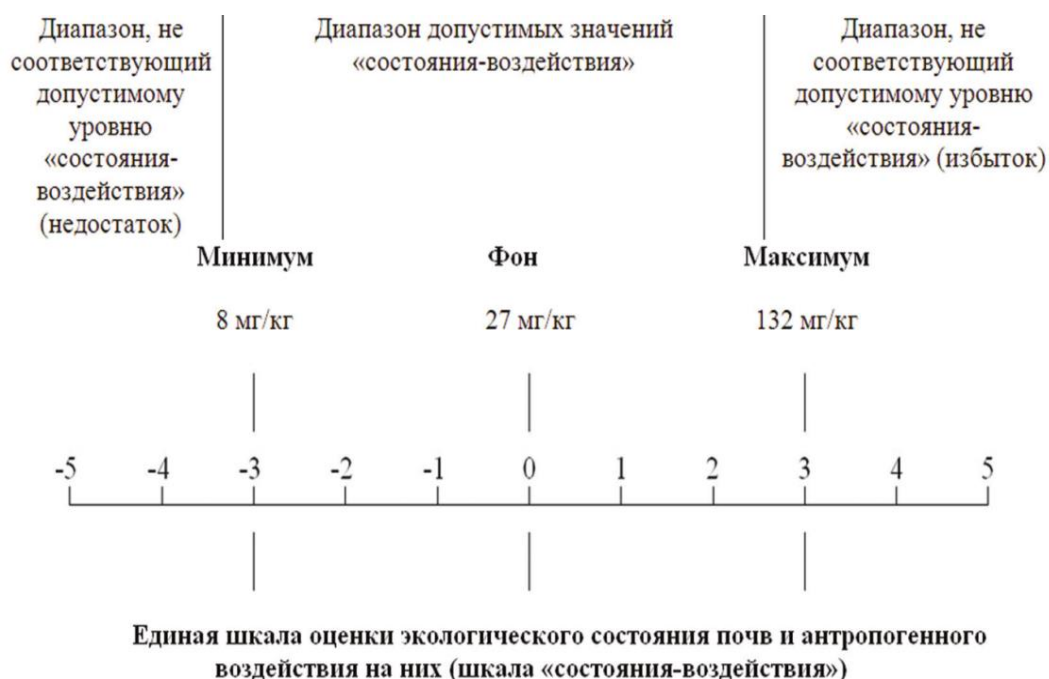 Диапазон, не
соответствующий
допустимому
уровню
«состояния-
воздействия»
(недостаток)
Диапазон допустимых значений
«состояния-воздействия»
Диапазон, не
соответствующий
допустимому уровню
«состояния-
воздействия» (избыток)
Минимум Фон Максимум
8 мг/кг 27 мг/кг 132 мг/кг
-5 -4 -3 -2 -1 0 1 2 3 4 5
Единая шкала оценки экологического состояния почв и антропогенного
воздействия на них (шкала «состояния-воздействия»)